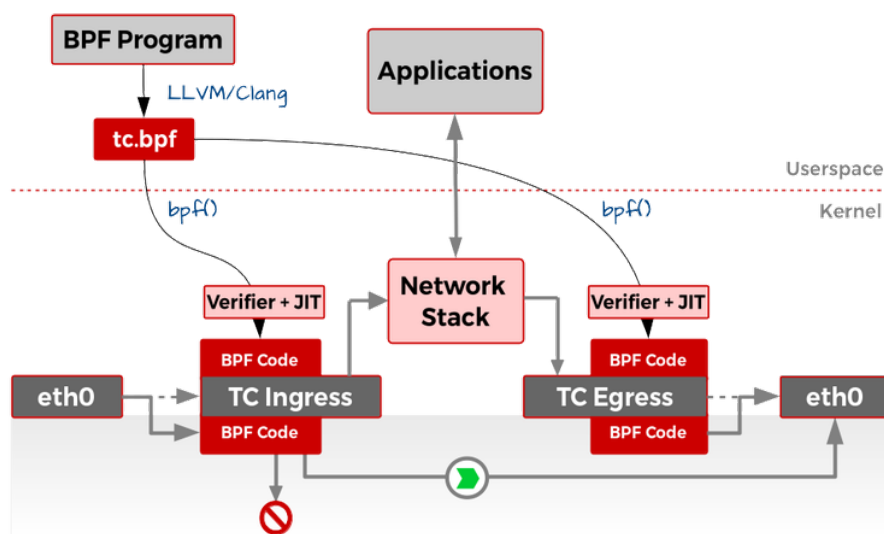 BPF Program
Applications
LLVM/Clang
tc.bpf
Userspace
bpf()
bpf()
Kernel
Network
Stack
Verifier + JIT
Verifier + JIT
BPF Code
BPF Code
eth0
TC Ingress
TC Egress
eth0
BPF Code
BPF Code